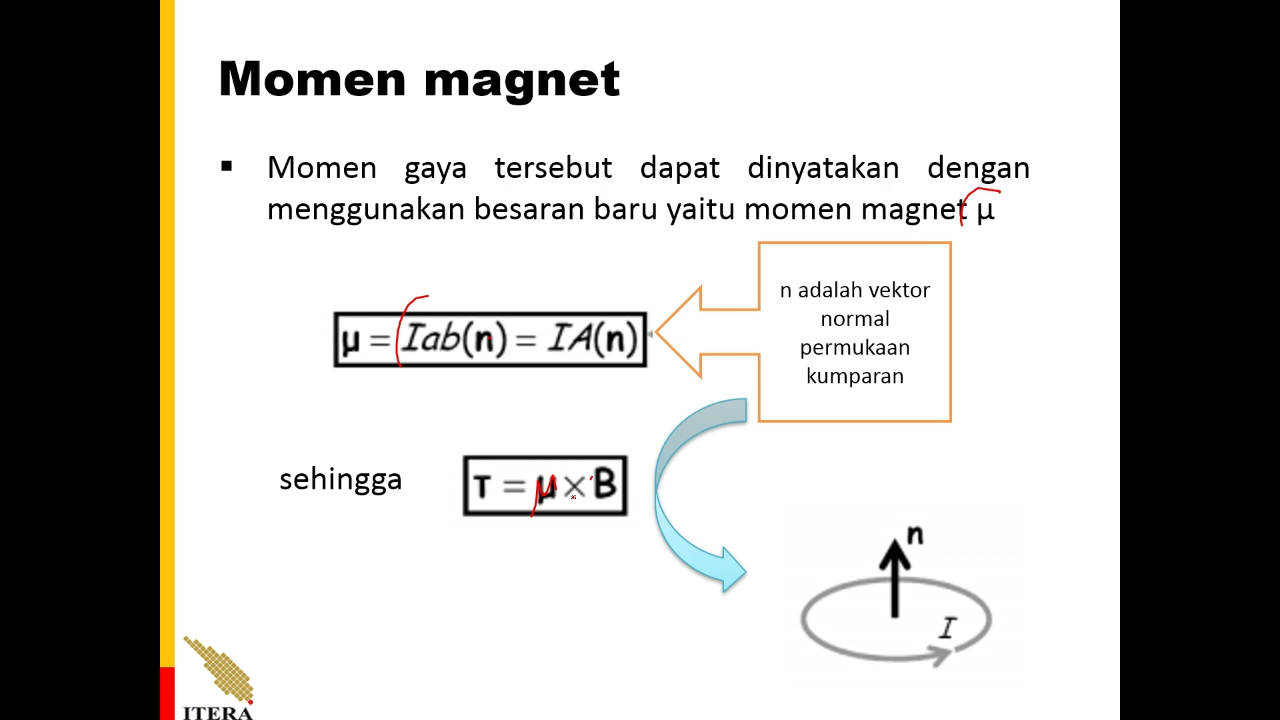 Momen magnet
▪ Momen gaya tersebut dapat dinyatakan dengan
menggunakan besaran baru yaitu momen magnet μ
n adalah vektor
normal
permukaan
kumparan
μ = Iab(n) = IA(n)
sehingga
τ = μ × B
n
I
ITERA